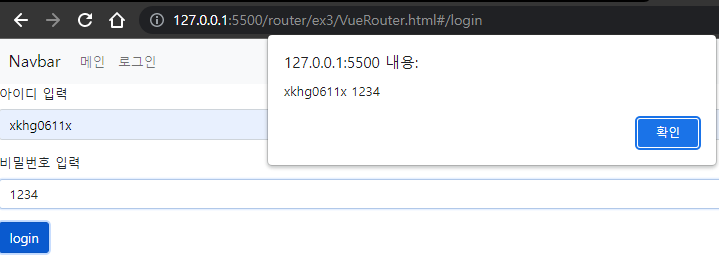 127.0.0.1:5500/router/ex3/VueRouter.html#/login
Navbar 메인 로그인
127.0.0.1:5500 내용:
xkhg0611x 1234
확인
아이디 입력
xkhg0611x
비밀번호 입력
1234
login